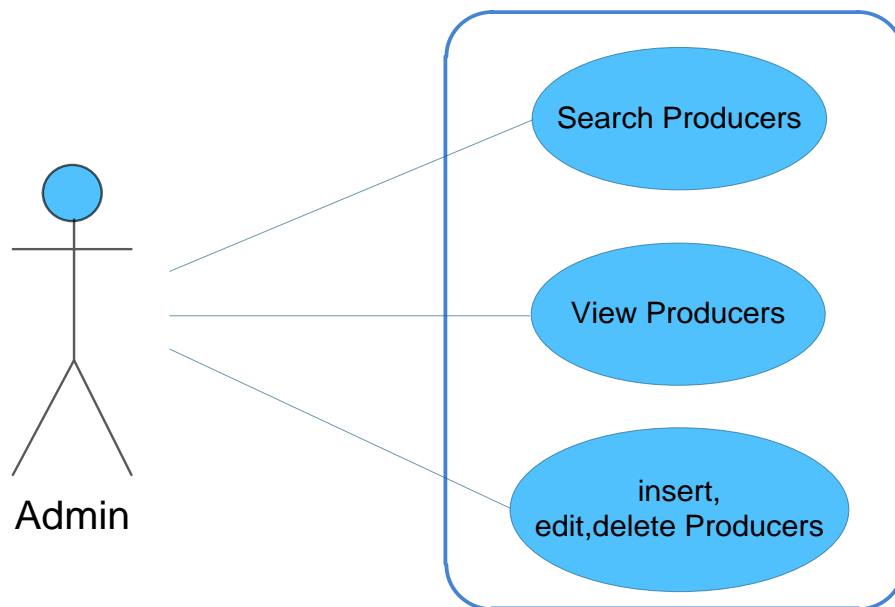 Search Producers
View Producers
insert,
edit,delete Producers
Admin